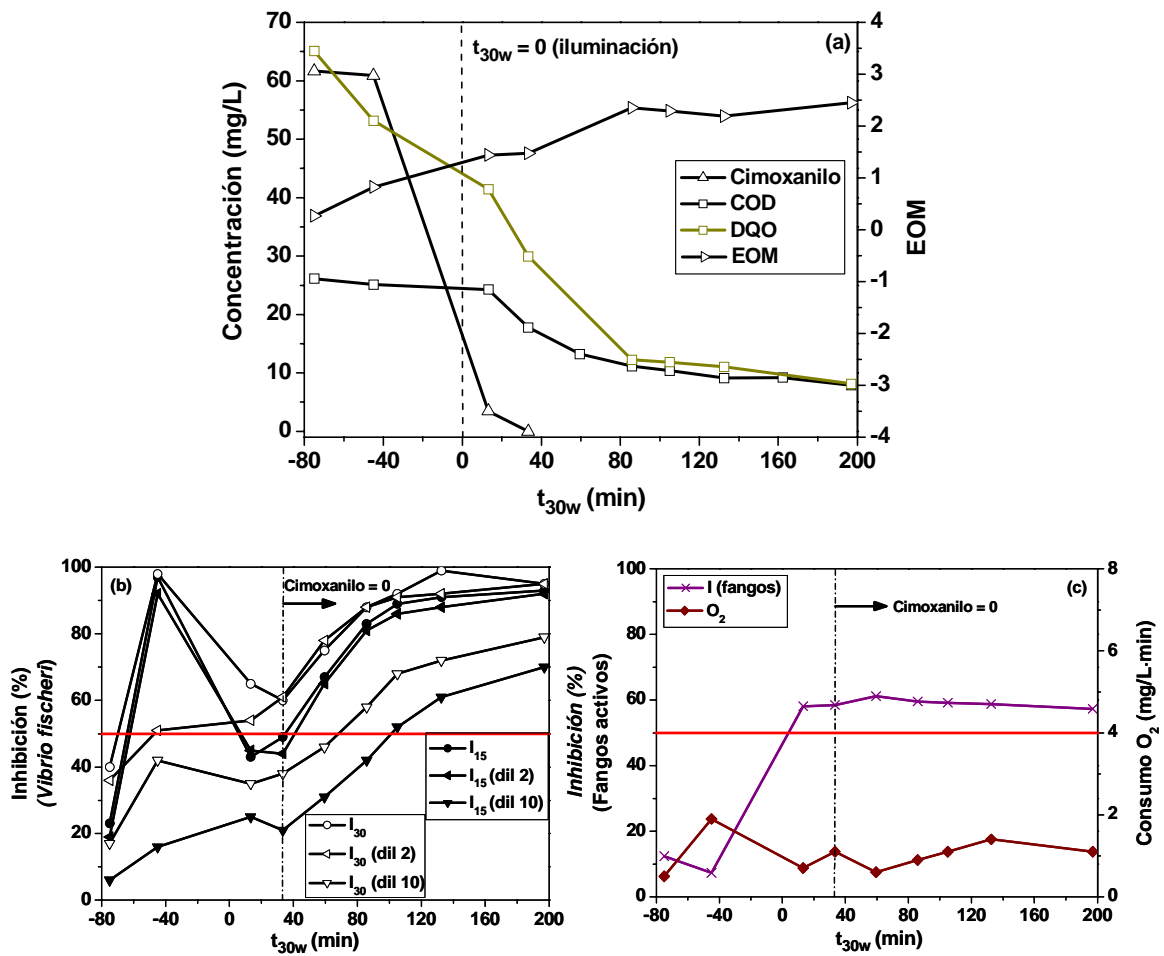 (a)
t30w = 0 (iluminación)
Concentración (mg/L)
70
60
50
40
30
20
10
0
4
3
2
1
0
-1
-2
-3
-4
EOM
Cimoxanilo
COD
DQO
EOM
-80 -40 0 40 80 120 160 200
t30w (min)
(b)
Cimoxanilo = 0
Inhibición (%)
(Vibrio fischeri)
100
80
60
40
20
0
I15
I15 (dil 2)
I15 (dil 10)
I30
I30 (dil 2)
I30 (dil 10)
-80 -40 0 40 80 120 160 200
t30w (min)
(c)
I (fangos)
O2
Cimoxanilo = 0
Inhibición (%)
(Fangos activos)
100
80
60
40
20
0
8
6
4
2
0
Consumo O2 (mg/L·min)
-80 -40 0 40 80 120 160 200
t30w (min)